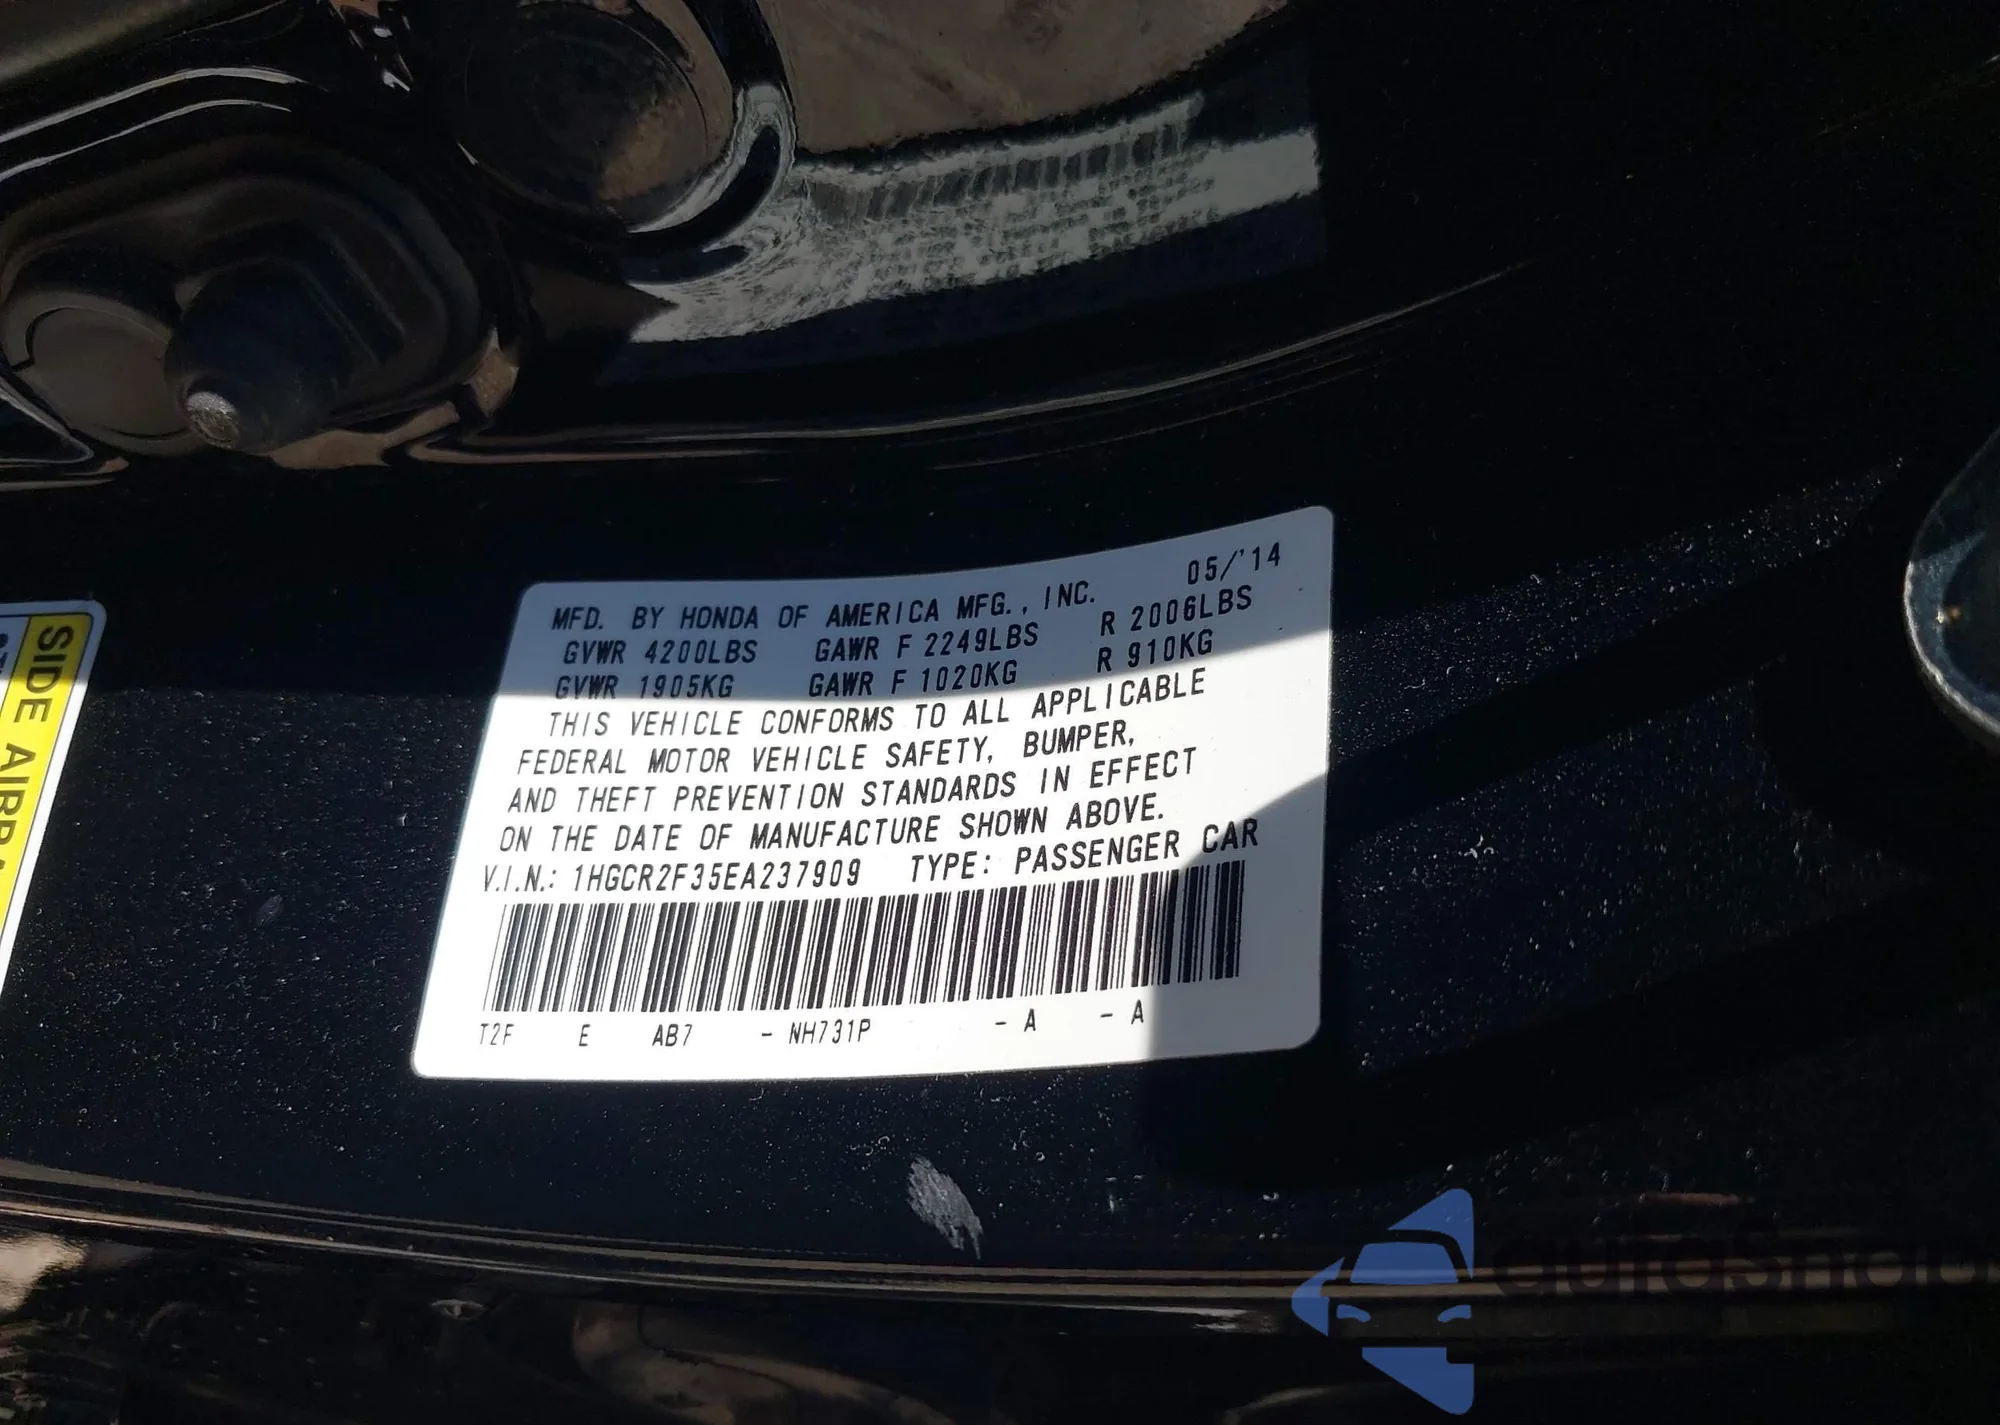 MFD. BY HONDA OF AMERICA MFG., INC. 05/'14
GVWR 4200LBS GAWR F 2249LBS R 2006LBS
GVWR 1905KG GAWR F 1020KG R 910KG
THIS VEHICLE CONFORMS TO ALL APPLICABLE
FEDERAL MOTOR VEHICLE SAFETY, BUMPER,
AND THEFT PREVENTION STANDARDS IN EFFECT
ON THE DATE OF MANUFACTURE SHOWN ABOVE.
V.I.N.: 1HGCR2F35EA237909 TYPE: PASSENGER CAR
T2F E AB7 - NH731P - A - A
SIDE
autoSnap